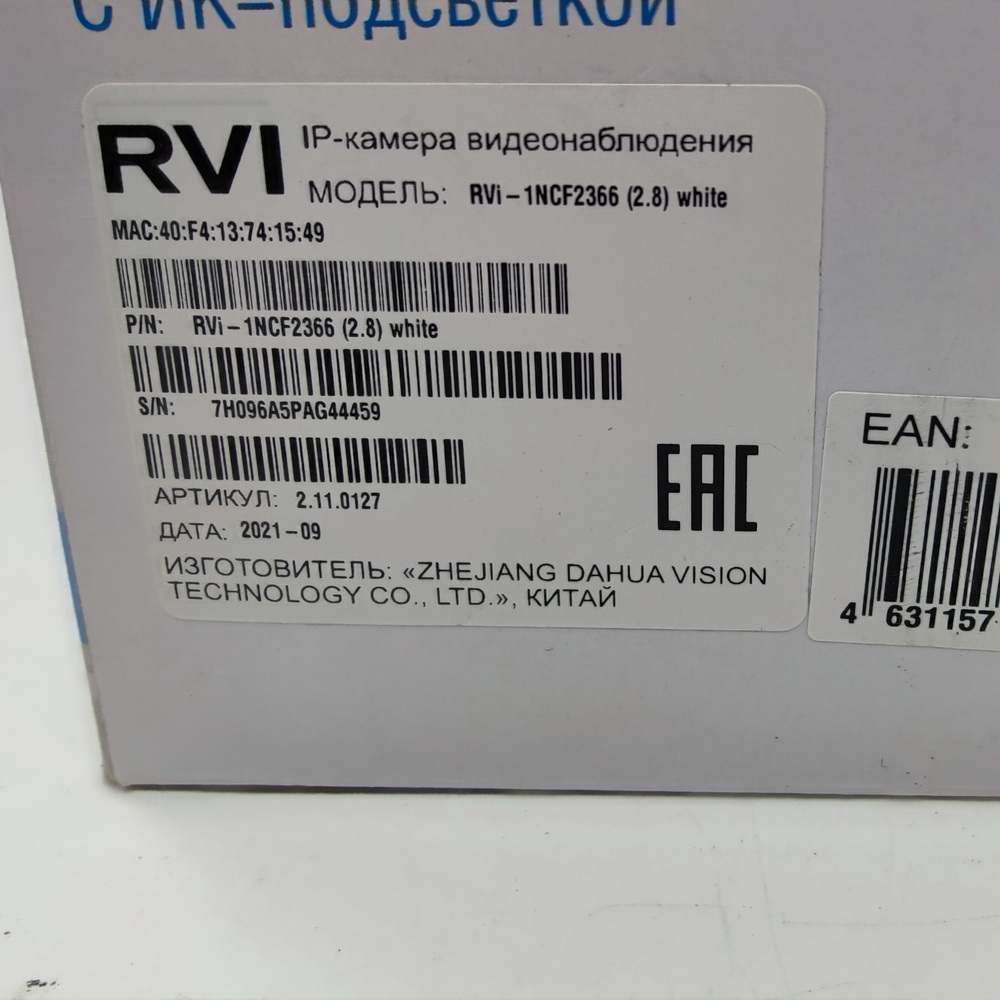 С ИК-подсветкой
RVI IP-камера видеонаблюдения
МОДЕЛЬ: RVi-1NCF2366 (2.8) white
MAC:40:F4:13:74:15:49
P/N: RVi-1NCF2366 (2.8) white
S/N: 7H096A5PAG44459
АРТИКУЛ: 2.11.0127
ДАТА: 2021-09
ИЗГОТОВИТЕЛЬ: «ZHEJIANG DAHUA VISION
TECHNOLOGY CO., LTD.», КИТАЙ
EAC
EAN:
4 631157